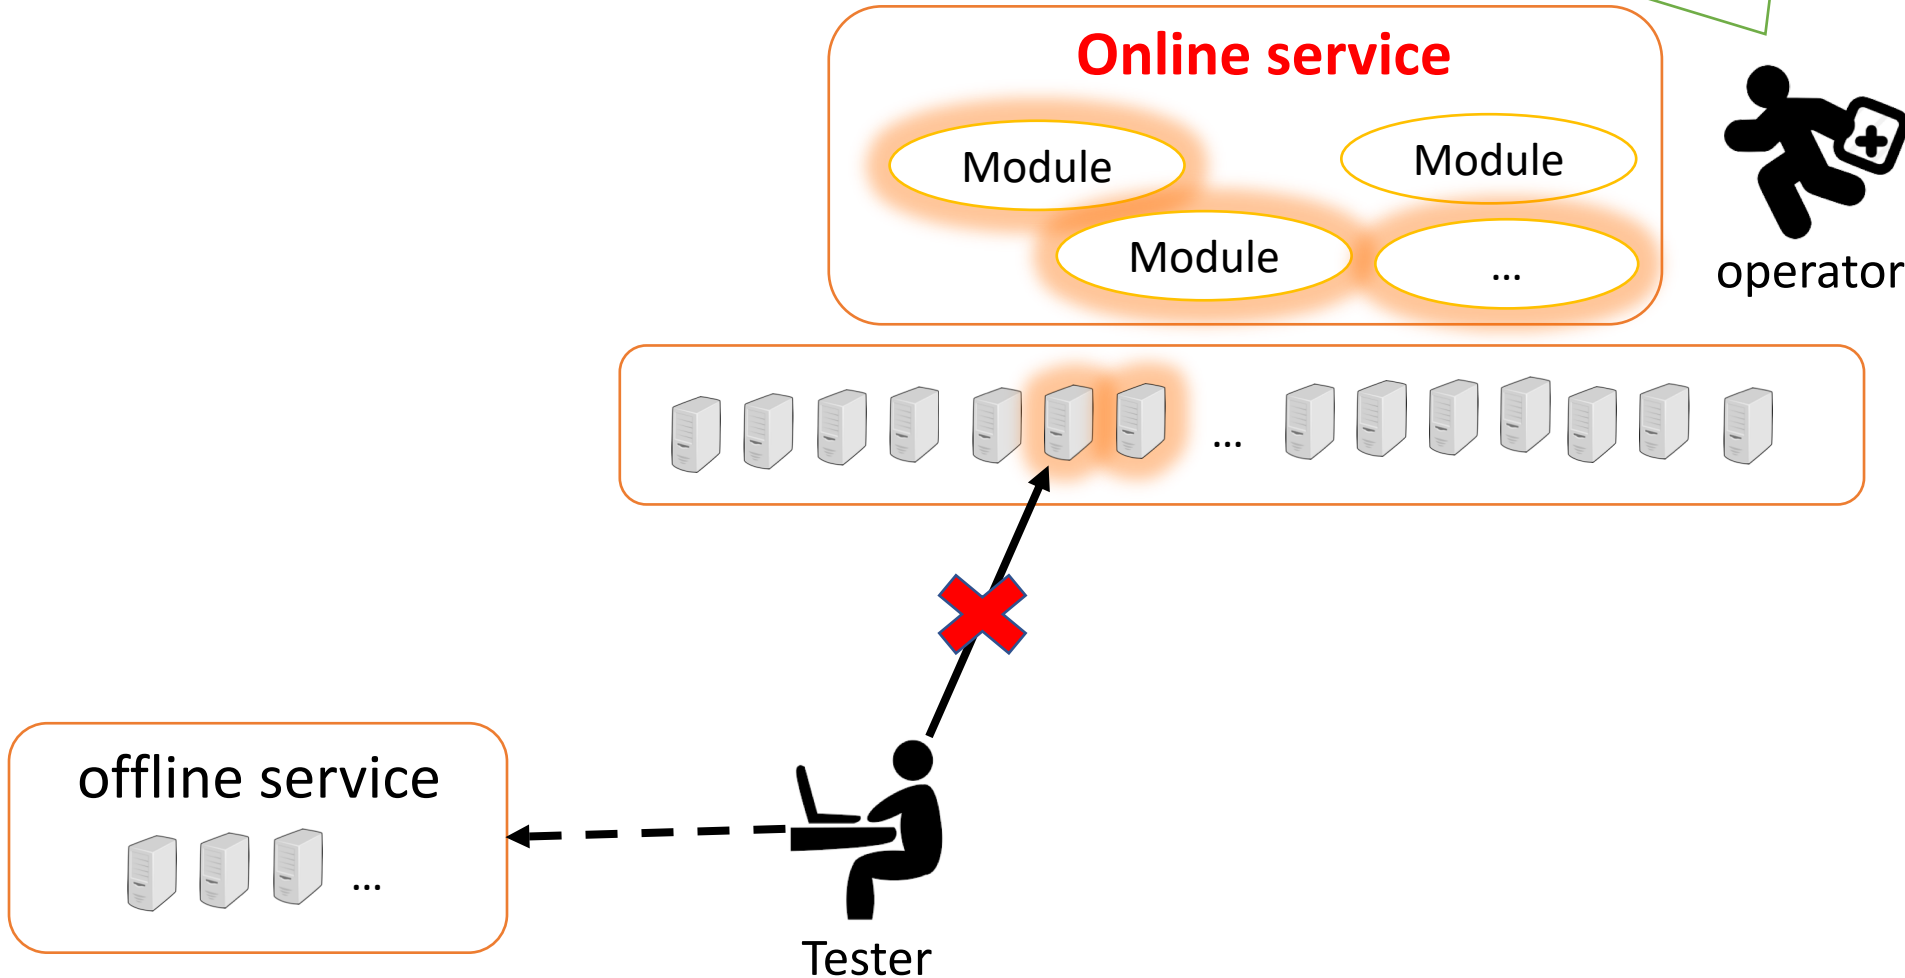 Online service
Module
Module
Module
...
operator
...
offline service
...
Tester